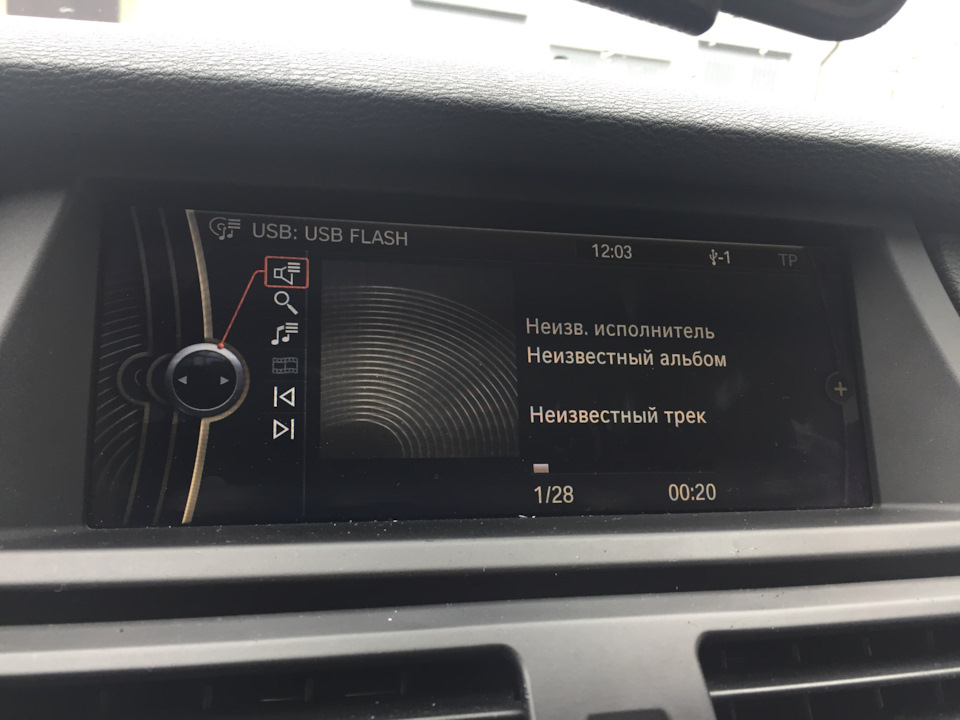 USB: USB FLASH
12:03
-1
TP
Неизв. исполнитель
Неизвестный альбом
Неизвестный трек
1/28
00:20